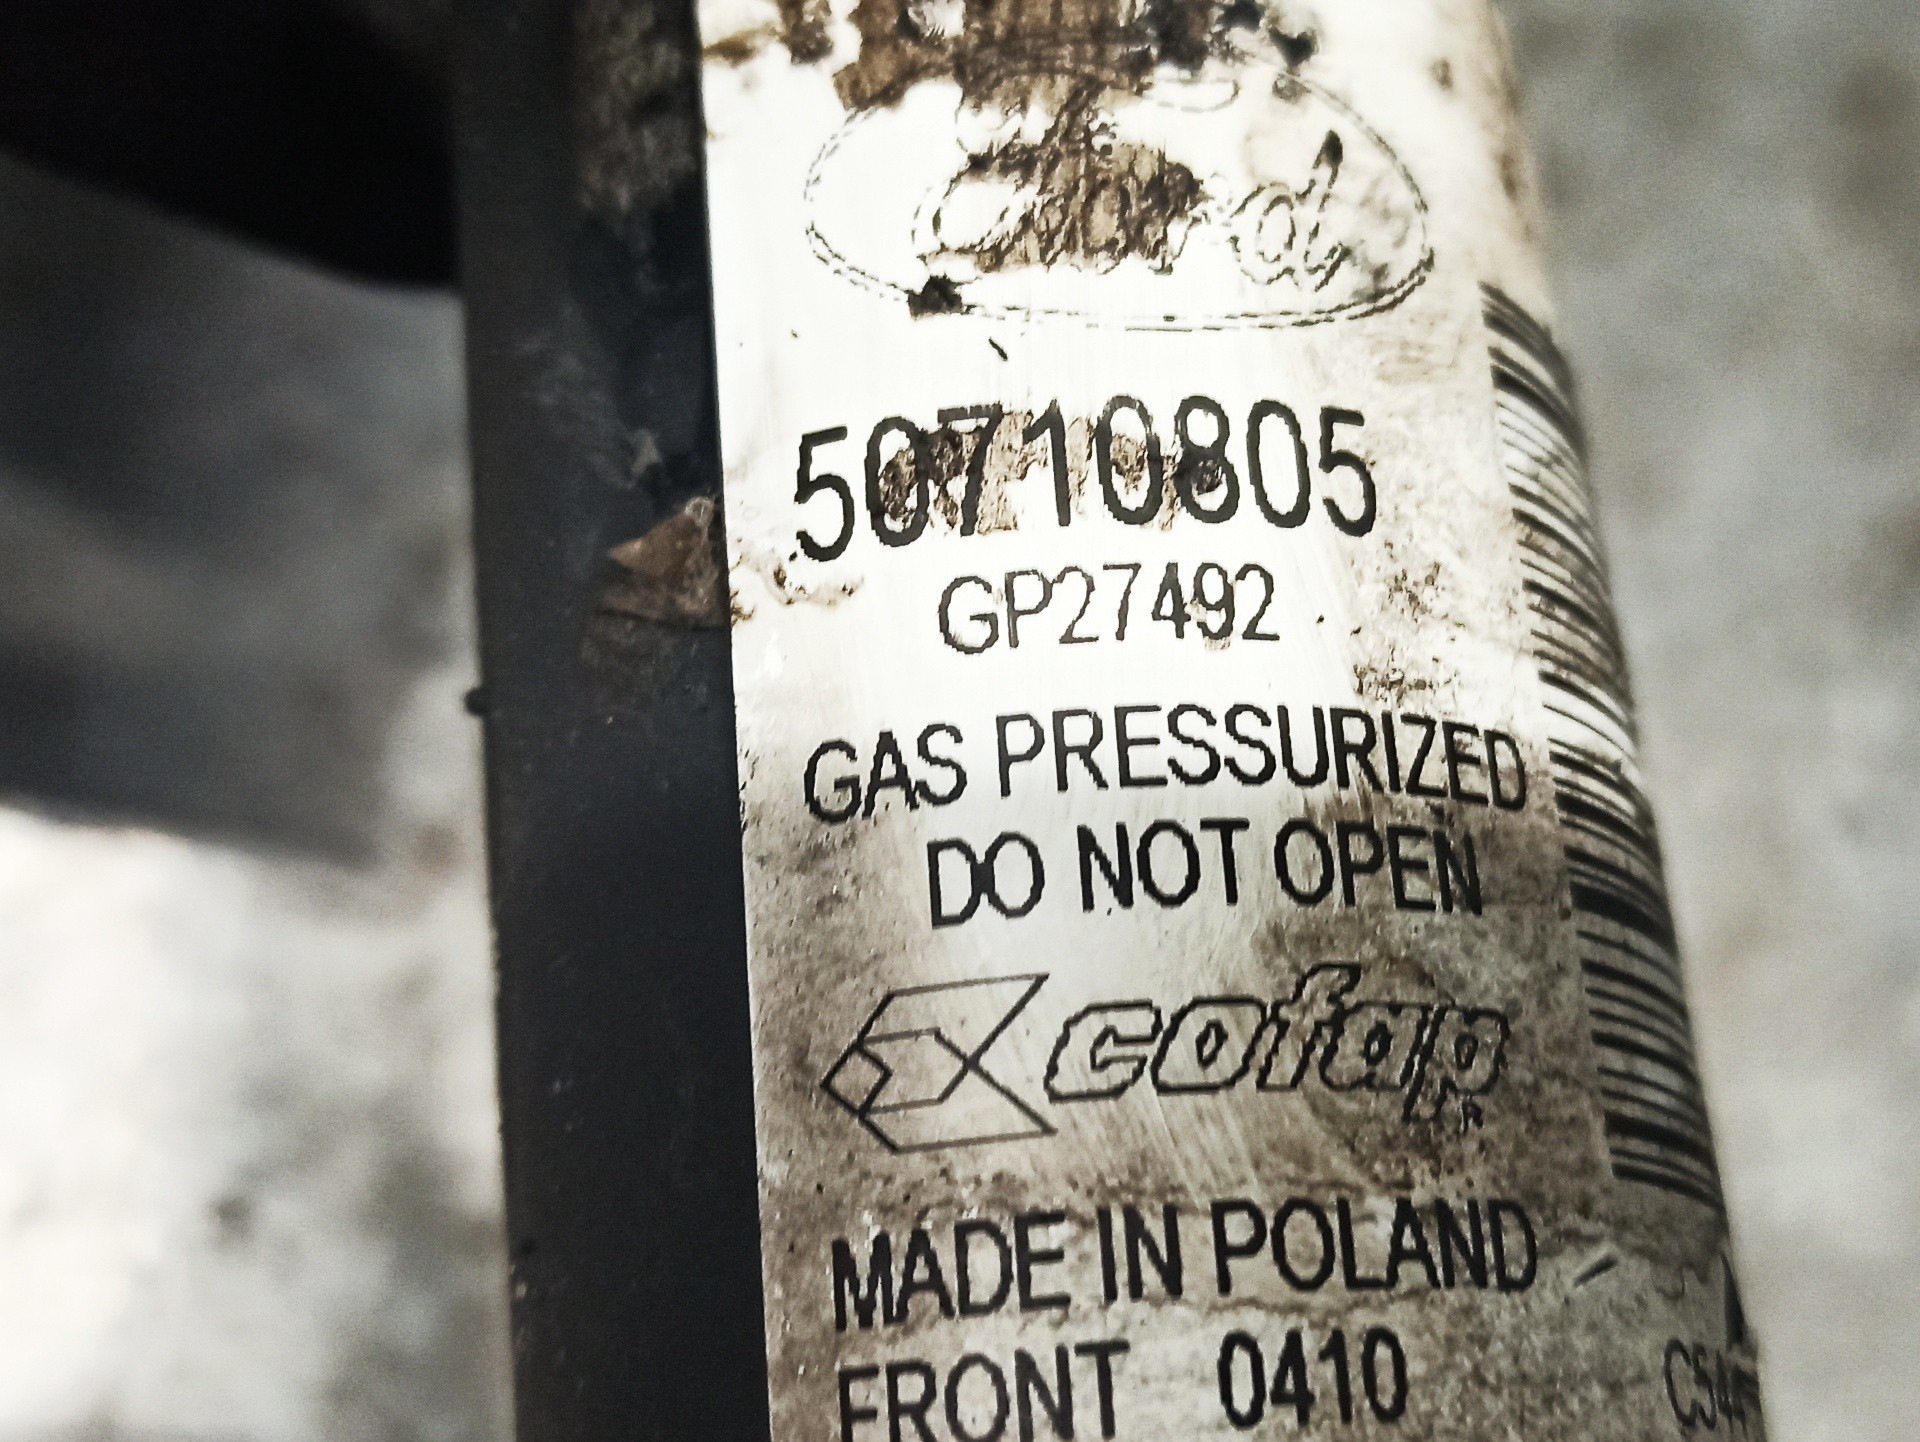 Ford
50710805
GP27492
GAS PRESSURIZED
DO NOT OPEN
cofap
MADE IN POLAND
FRONT 0410